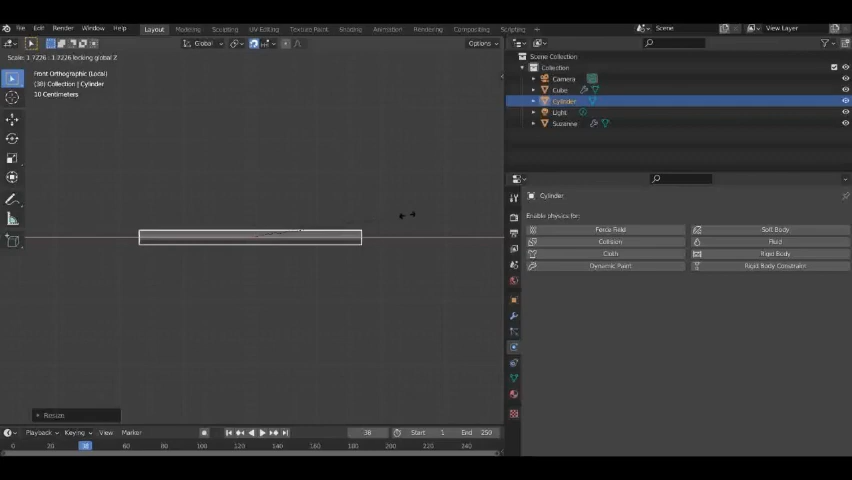 File Edit Render Window Help Layout Modeling Sculpting UV Editing Texture Paint Shading Animation Rendering Compositing Scripting Scene View Layer
Global Options
Scale: 1.7226 : 1.7226 locking global Z
Front Orthographic (Local)
(38) Collection | Cylinder
10 Centimeters
Scene Collection
Collection
Camera
Cube
Cylinder
Light
Suzanne
Cylinder
Enable physics for:
Force Field Soft Body
Collision Fluid
Cloth Rigid Body
Dynamic Paint Rigid Body Constraint
Resize
Playback Keying View Marker 38 Start 1 End 250
0 20 38 60 80 100 120 140 160 180 200 220 240